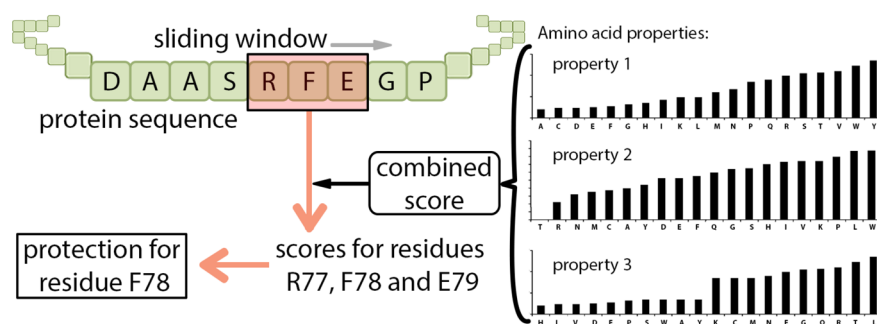 sliding window
D A A S R F E G P
protein sequence
combined
score
scores for residues
R77, F78 and E79
protection for
residue F78
Amino acid properties:
property 1
A C D E F G H I K L M N P Q R S T V W Y
property 2
T R N M C A Y D E F Q G S H I V K P L W
property 3